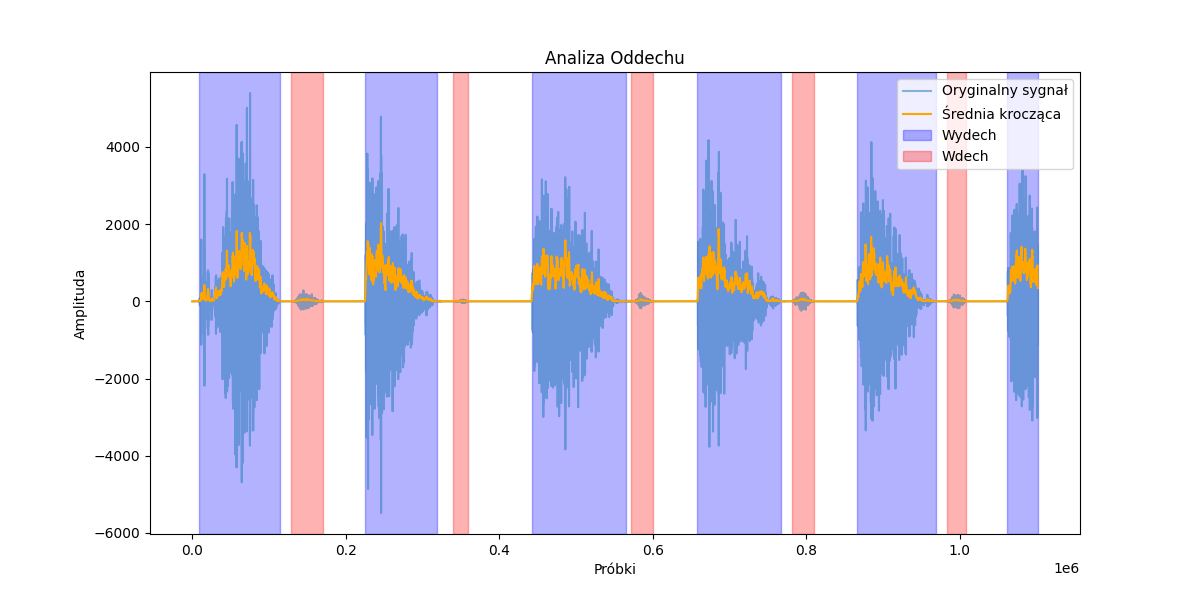 Analiza Oddechu
Oryginalny sygnał
Średnia krocząca
Wydech
Wdech
Amplituda
4000
2000
0
−2000
−4000
−6000
0.0 0.2 0.4 0.6 0.8 1.0
1e6
Próbki